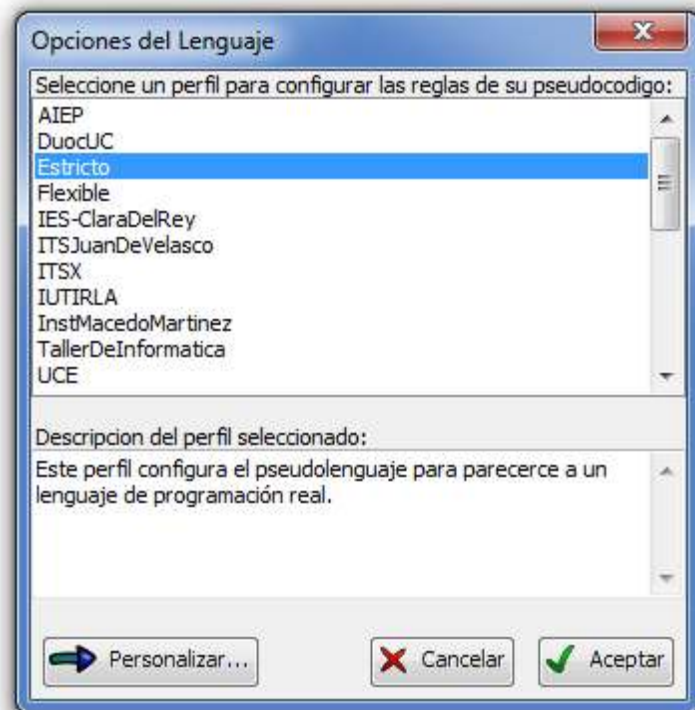 Opciones del Lenguaje
Seleccione un perfil para configurar las reglas de su pseudocodigo:
AIEP
DuocUC
Estricto
Flexible
IES-ClaraDelRey
ITSJuanDeVelasco
ITSX
IUTIRLA
InstMacedoMartinez
TallerDeInformatica
UCE
Descripcion del perfil seleccionado:
Este perfil configura el pseudolenguaje para parecerce a un
lenguaje de programación real.
Personalizar... Cancelar Aceptar